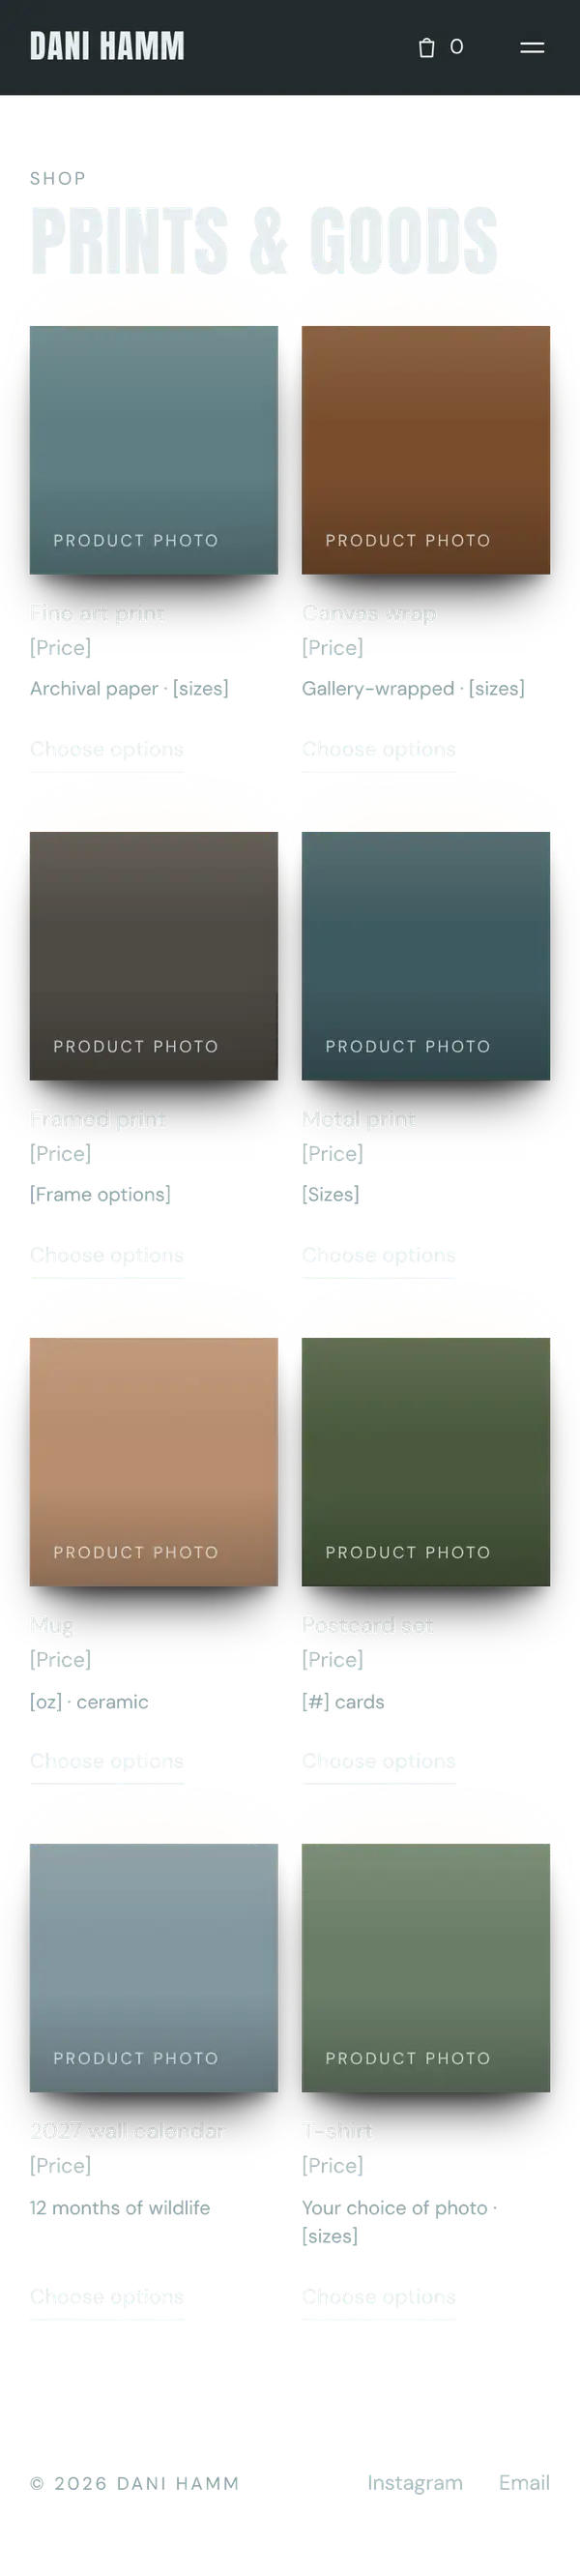 DANI HAMM
0
SHOP
PRINTS & GOODS
PRODUCT PHOTO
PRODUCT PHOTO
Fine art print
Canvas wrap
[Price]
[Price]
Archival paper · [sizes]
Gallery-wrapped · [sizes]
Choose options
Choose options
PRODUCT PHOTO
PRODUCT PHOTO
Framed print
Metal print
[Price]
[Price]
[Frame options]
[Sizes]
Choose options
Choose options
PRODUCT PHOTO
PRODUCT PHOTO
Mug
Postcard set
[Price]
[Price]
[oz] · ceramic
[#] cards
Choose options
Choose options
PRODUCT PHOTO
PRODUCT PHOTO
2027 wall calendar
T-shirt
[Price]
[Price]
12 months of wildlife
Your choice of photo ·
[sizes]
Choose options
Choose options
© 2026 DANI HAMM
Instagram
Email